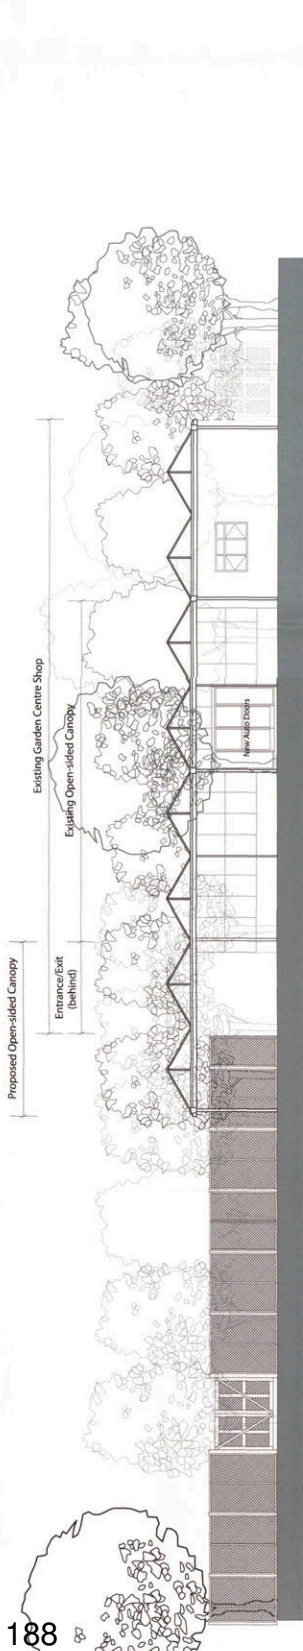 Existing Garden Centre Shop
Existing Open-sided Canopy
New Auto Doors
Proposed Open-sided Canopy
Entrance/Exit
(behind)
188